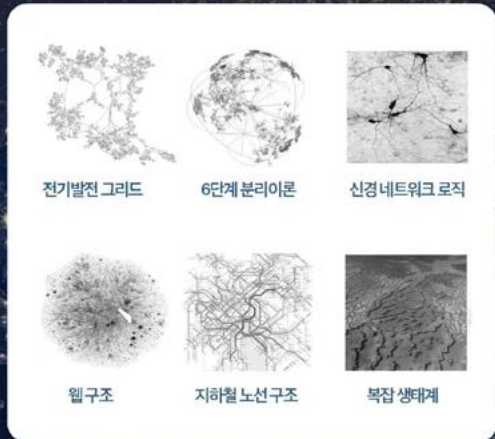 전기발전 그리드
6단계 분리이론
신경 네트워크 로직
웹 구조
지하철 노선 구조
복잡 생태계